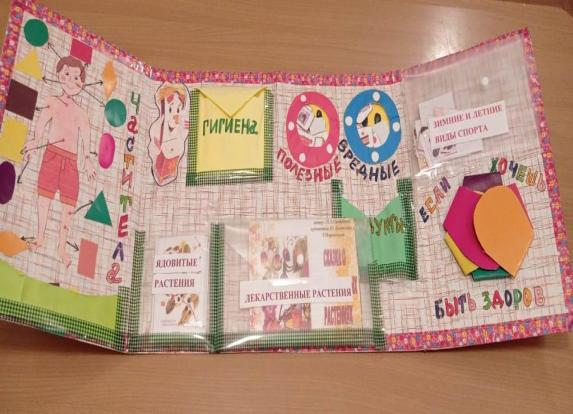 ЧАСТИ ТЕЛА
ГИГИЕНА
ПОЛЕЗНЫЕ
ВРЕДНЫЕ
ЗИМНИЕ И ЛЕТНИЕ
ВИДЫ СПОРТА
ЕСЛИ ХОЧЕШЬ
БЫТЬ ЗДОРОВ
ЯДОВИТЫЕ
РАСТЕНИЯ
ЛЕКАРСТВЕННЫЕ РАСТЕНИЯ